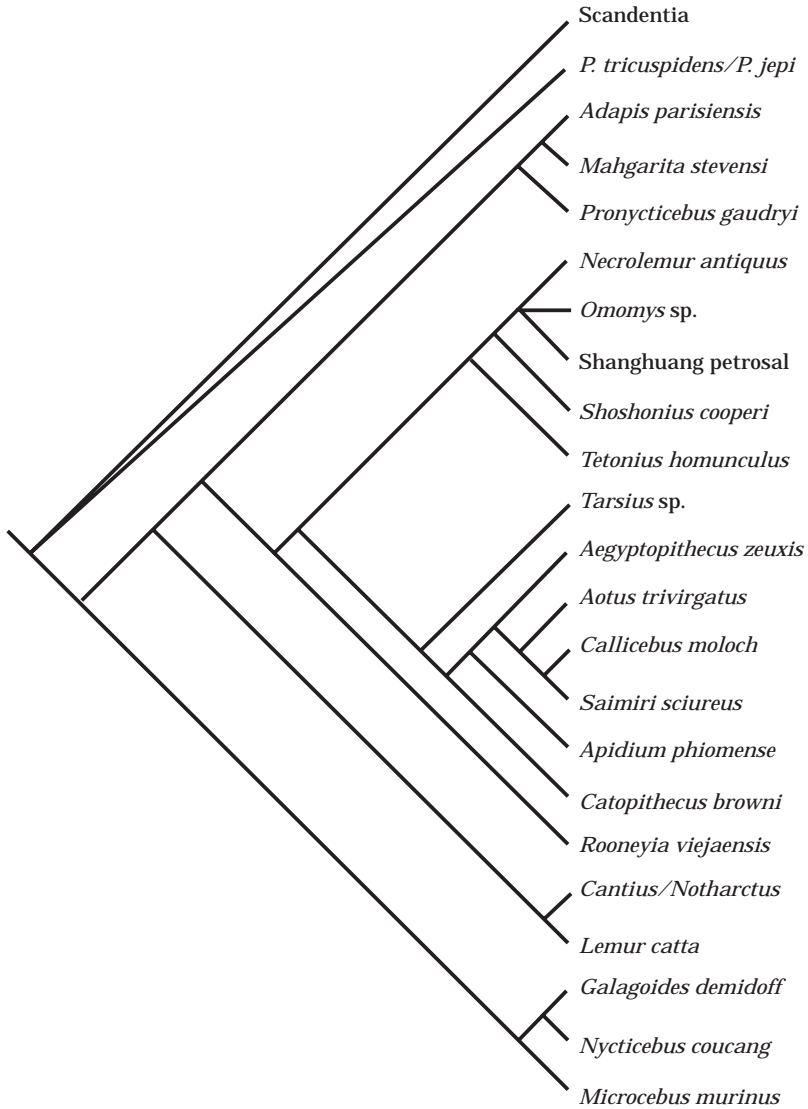 Scandentia
P. tricuspidens/P. jepi
Adapis parisiensis
Mahgarita stevensi
Pronycticebus gaudryi
Necrolemur antiquus
Omomys sp.
Shanghuang petrosal
Shoshonius cooperi
Tetonius homunculus
Tarsius sp.
Aegyptopithecus zeuxis
Aotus trivirgatus
Callicebus moloch
Saimiri sciureus
Apidium phiomense
Catopithecus browni
Rooneyia viejaensis
Cantius/Notharctus
Lemur catta
Galagoides demidoff
Nycticebus coucang
Microcebus murinus